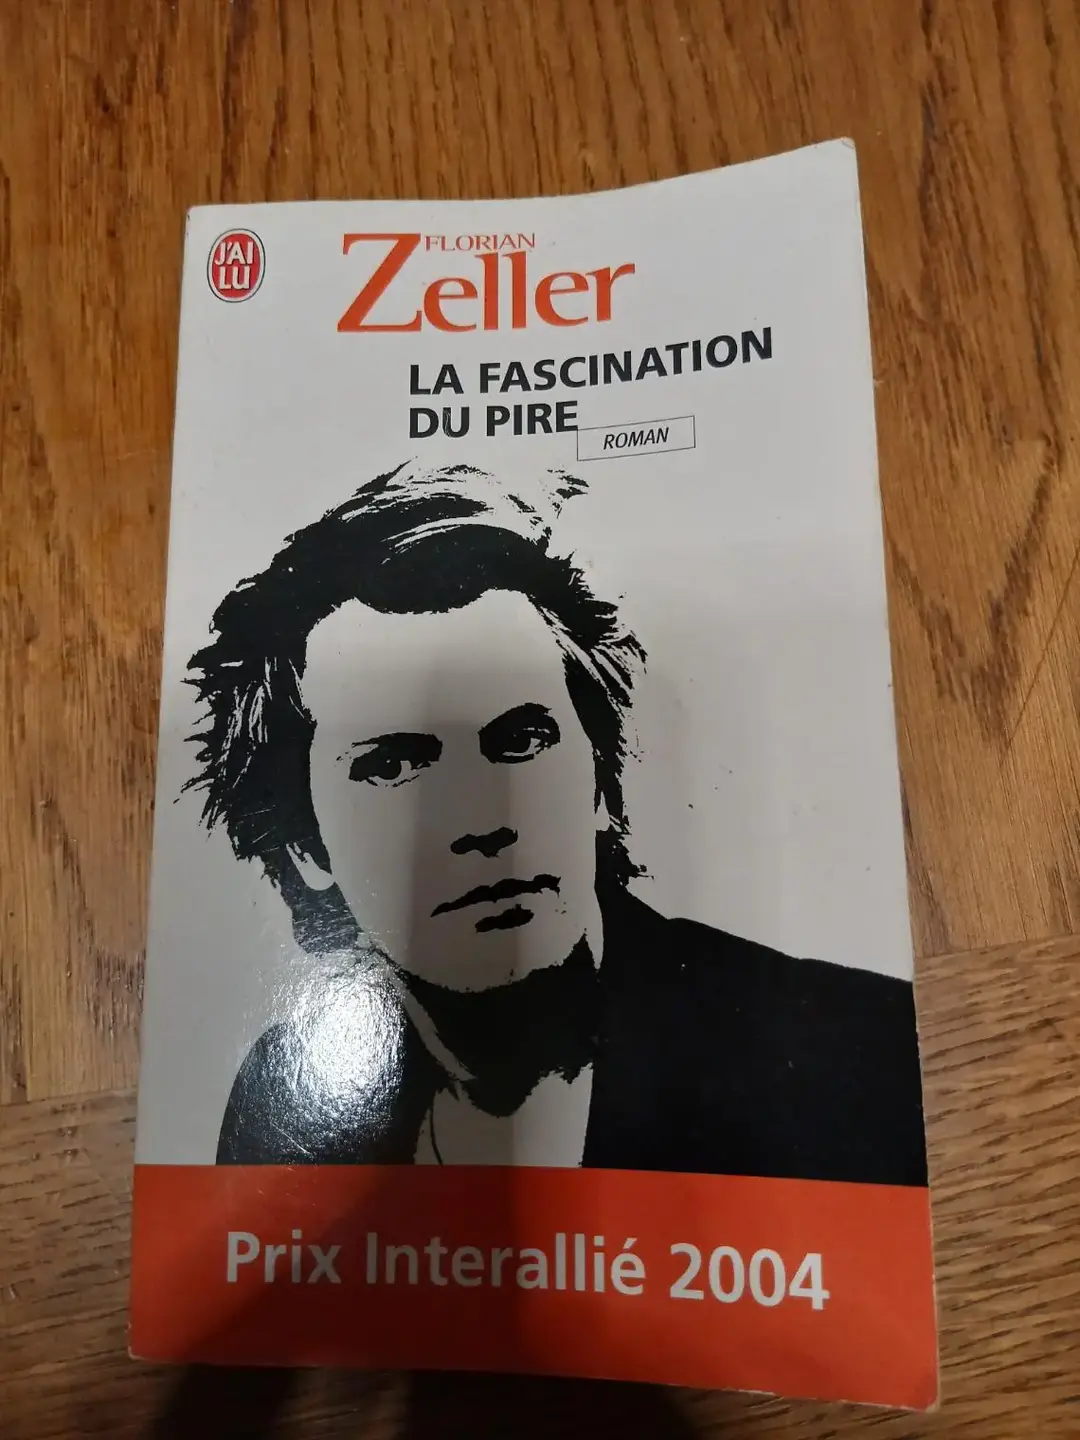 J'AI
LU
FLORIAN
Zeller
LA FASCINATION
DU PIRE
ROMAN
Prix Interallié 2004